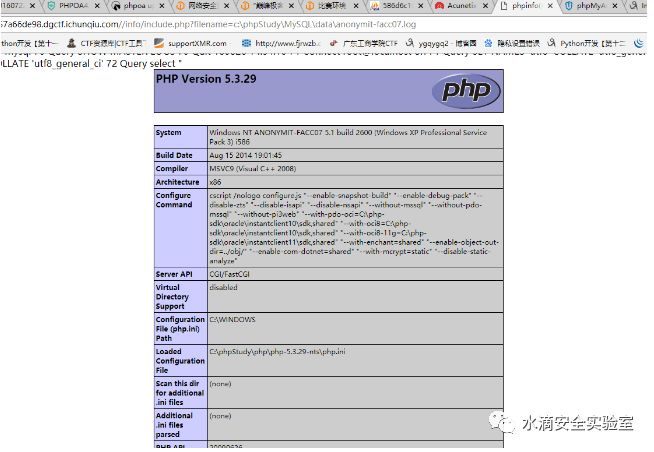 160723 PHPOA4 phpoa up 网络安全 "巅峰极客 比赛环境 586d6c1 Acunetix phpinfo( phpMyA
57a66de98.dgctf.ichunqiu.com//info/include.php?filename=c:\phpStudy\MySQL\data\anonymit-facc07.log
thon开发【第十一 CTF资源库|CTF工具 supportXMR.com http://www.fjrwzb.c 广东工商学院CTF ygqygq2 - 博客园 隐私设置错误 Python开发【第十二
OLLATE 'utf8_general_ci' 72 Query select "
PHP Version 5.3.29
php
System Windows NT ANONYMIT-FACC07 5.1 build 2600 (Windows XP Professional Service
Pack 3) i586
Build Date Aug 15 2014 19:01:45
Compiler MSVC9 (Visual C++ 2008)
Architecture x86
Configure
Command cscript /nologo configure.js "--enable-snapshot-build" "--enable-debug-pack" "--
disable-zts" "--disable-isapi" "--disable-nsapi" "--without-mssql" "--without-pdo-
mssql" "--without-pi3web" "--with-pdo-oci=C:\php-
sdk\oracle\instantclient10\sdk,shared" "--with-oci8=C:\php-
sdk\oracle\instantclient10\sdk,shared" "--with-oci8-11g=C:\php-
sdk\oracle\instantclient11\sdk,shared" "--with-enchant=shared" "--enable-object-out-
dir=../obj/" "--enable-com-dotnet=shared" "--with-mcrypt=static" "--disable-static-
analyze"
Server API CGI/FastCGI
Virtual
Directory
Support disabled
Configuration
File (php.ini)
Path C:\WINDOWS
Loaded
Configuration
File C:\phpStudy\php\php-5.3.29-nts\php.ini
Scan this dir
for additional
.ini files (none)
Additional
.ini files
parsed (none)
PHP API 20090626
水滴安全实验室